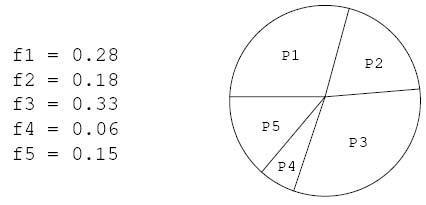 f1 = 0.28
f2 = 0.18
f3 = 0.33
f4 = 0.06
f5 = 0.15
P1
P2
P5
P3
P4